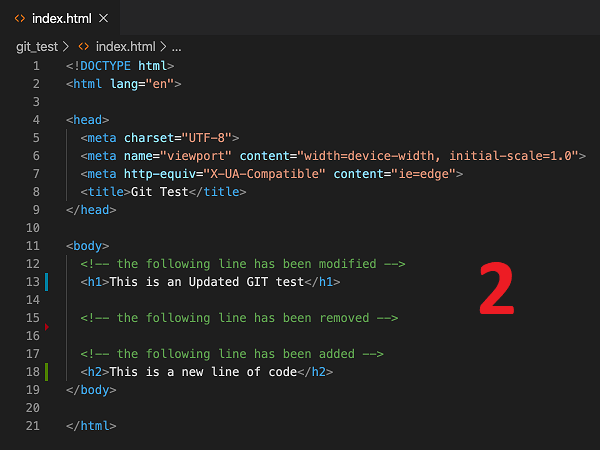 <> index.html ×
git_test > <> index.html > ...
1 <!DOCTYPE html>
2 <html lang="en">
3
4 <head>
5 <meta charset="UTF-8">
6 <meta name="viewport" content="width=device-width, initial-scale=1.0">
7 <meta http-equiv="X-UA-Compatible" content="ie=edge">
8 <title>Git Test</title>
9 </head>
10
11 <body>
12 <!-- the following line has been modified -->
13 <h1>This is an Updated GIT test</h1>
14
15 <!-- the following line has been removed -->
16
17 <!-- the following line has been added -->
18 <h2>This is a new line of code</h2>
19 </body>
20
21 </html>
2